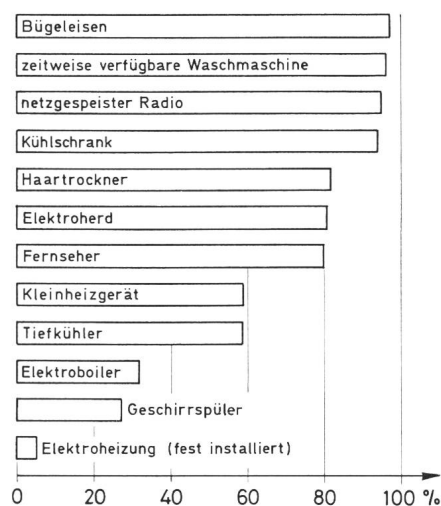 Bügeleisen
zeitweise verfügbare Waschmaschine
netzgespeister Radio
Kühlschrank
Haartrockner
Elektroherd
Fernseher
Kleinheizgerät
Tiefkühler
Elektroboiler
Geschirrspüler
Elektroheizung (fest installiert)
0 20 40 60 80 100 %